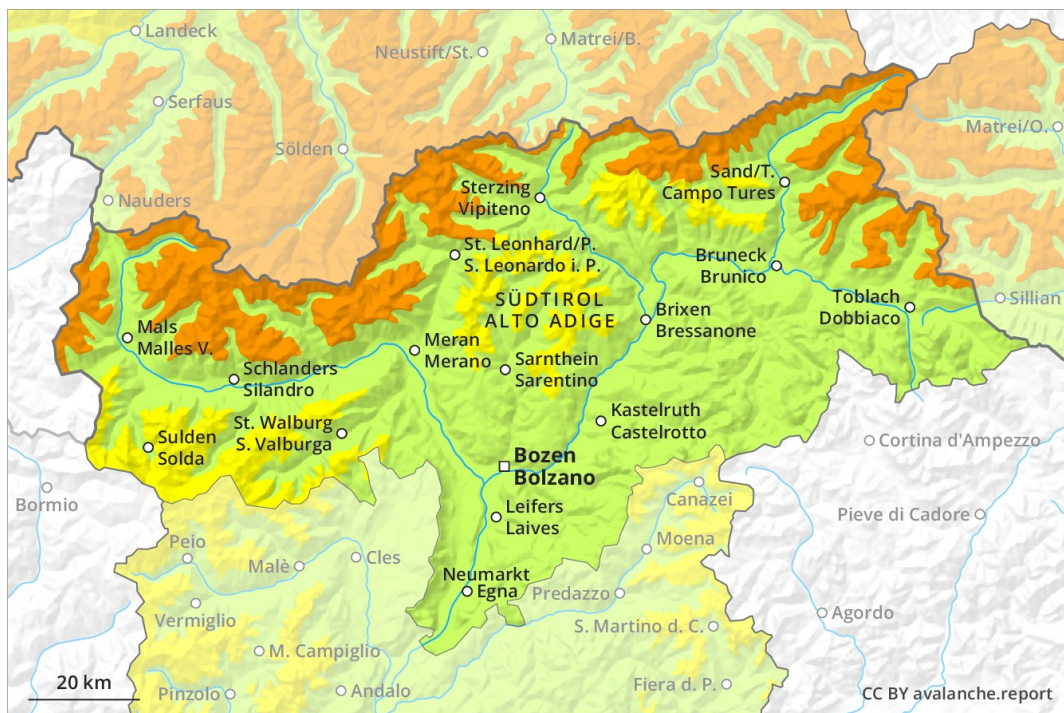 Landeck
Matrei/B.
Neustift/St.
Serfaus
Matrei/O.
Sölden
Sand/T.
Campo Tures
Sterzing
Vipiteno
Nauders
St. Leonhard/P.
S. Leonardo i. P.
Bruneck
Brunico
SÜDTIROL
ALTO ADIGE
Toblach
Dobbiaco
Sillian
Brixen
Bressanone
Mals
Malles V.
Meran
Merano
Sarnthein
Sarentino
Schlanders
Silandro
Kastelruth
Castelrotto
St. Walburg
S. Valburga
Sulden
Solda
Cortina d'Ampezzo
Bozen
Bolzano
Bormio
Canazei
Leifers
Laives
Pieve di Cadore
Moena
Peio
Cles
Malè
Neumarkt
Egna
Predazzo
Vermiglio
Agordo
S. Martino d. C.
M. Campiglio
20 km
Pinzolo
Andalo
Fiera d. P.
CC BY avalanche.report